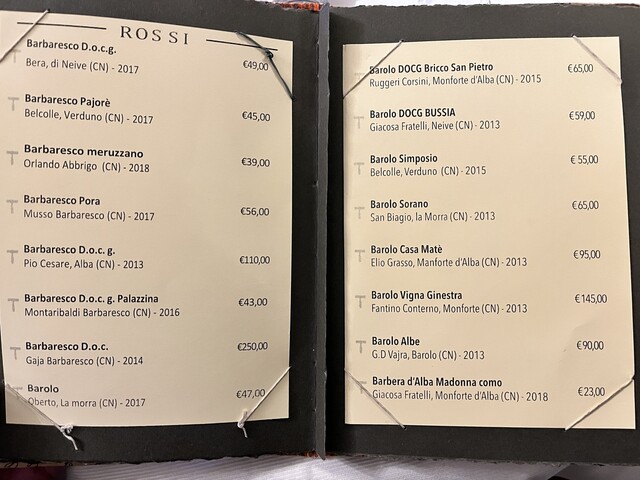 ROSSI
Barbaresco D.o.c.g.
Bera, di Neive (CN) - 2017 €49,00
Barbaresco Pajorè
Belcolle, Verduno (CN) - 2017 €45,00
Barbaresco meruzzano
Orlando Abbrigo (CN) - 2018 €39,00
Barbaresco Pora
Musso Barbaresco (CN) - 2017 €56,00
Barbaresco D.o.c. g.
Pio Cesare, Alba (CN) - 2013 €110,00
Barbaresco D.o.c. g. Palazzina
Montaribaldi Barbaresco (CN) - 2016 €43,00
Barbaresco D.o.c.
Gaja Barbaresco (CN) - 2014 €250,00
Barolo
Oberto, La morra (CN) - 2017 €47,00
Barolo DOCG Bricco San Pietro
Ruggeri Corsini, Monforte d'Alba (CN) - 2015 €65,00
Barolo DOCG BUSSIA
Giacosa Fratelli, Neive (CN) - 2013 €59,00
Barolo Simposio
Belcolle, Verduno (CN) - 2015 € 55,00
Barolo Sorano
San Biagio, la Morra (CN) - 2013 €65,00
Barolo Casa Matè
Elio Grasso, Manforte d'Alba (CN) - 2013 €95,00
Barolo Vigna Ginestra
Fantino Conterno, Monforte (CN) - 2013 €145,00
Barolo Albe
G.D Vajra, Barolo (CN) - 2013 €90,00
Barbera d'Alba Madonna como
Giacosa Fratelli, Monforte d'Alba (CN) - 2018 €23,00